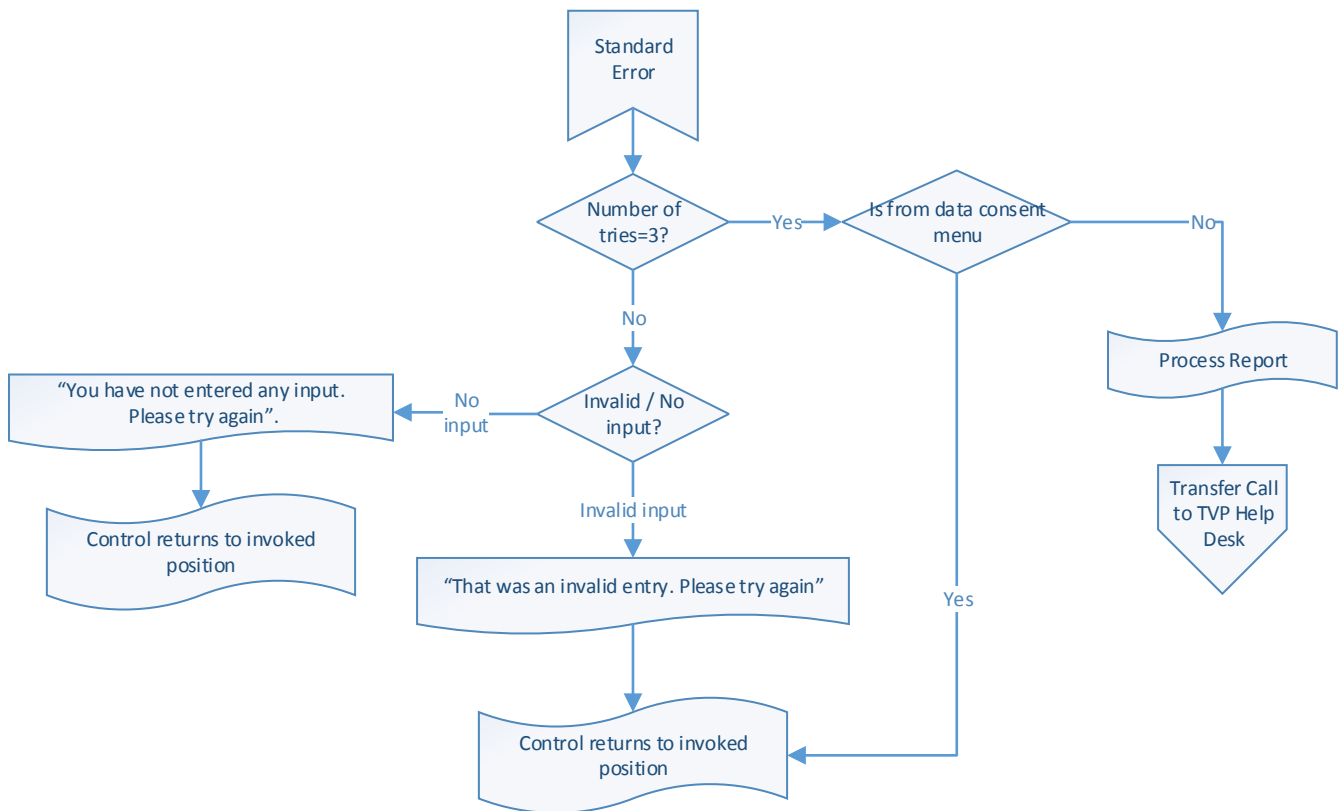 Standard
Error
Number of
tries=3?
Yes
Is from data consent
menu
No
No
Process Report
"You have not entered any input.
Please try again".
No
input
Invalid / No
input?
Transfer Call
to TVP Help
Desk
Invalid input
Control returns to invoked
position
“That was an invalid entry. Please try again”
Yes
Control returns to invoked
position